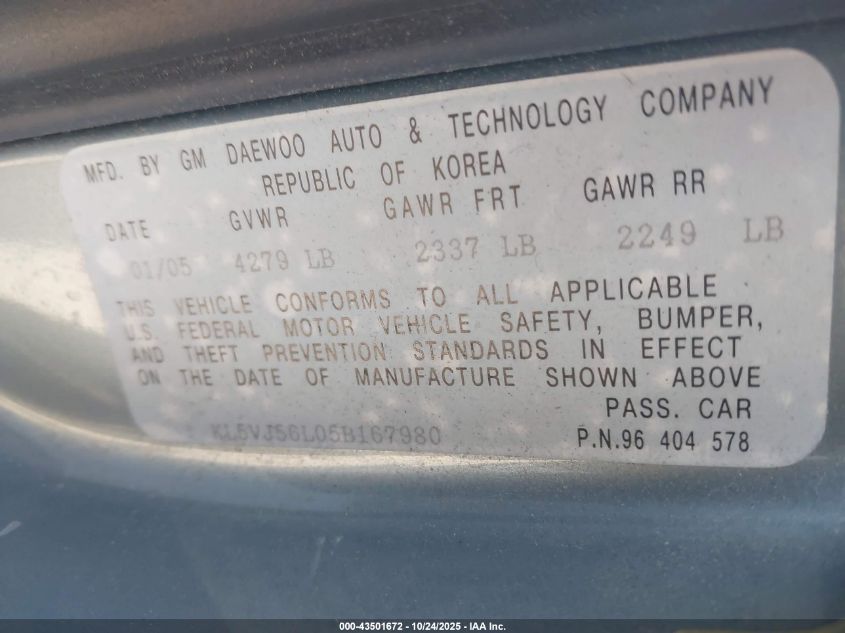 MFD. BY GM DAEWOO AUTO & TECHNOLOGY COMPANY
REPUBLIC OF KOREA
DATE GVWR GAWR FRT GAWR RR
01/05 4279 LB 2337 LB 2249 LB
THIS VEHICLE CONFORMS TO ALL APPLICABLE
U.S. FEDERAL MOTOR VEHICLE SAFETY, BUMPER,
AND THEFT PREVENTION STANDARDS IN EFFECT
ON THE DATE OF MANUFACTURE SHOWN ABOVE
PASS. CAR
KL5VJ56L05B167980 P.N.96 404 578
000-43501672 - 10/24/2025 - IAA Inc.